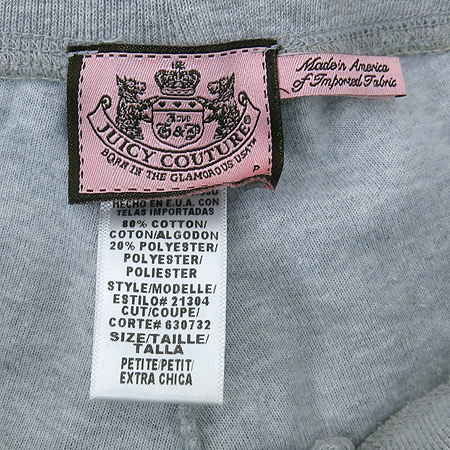 Love
G&P
JUICY COUTURE®
BORN IN THE GLAMOROUS USA™
P
Made in America
of Imported Fabric
HECHO EN E.U.A. CON
TELAS IMPORTADAS
80% COTTON/
COTON/ALGODON
20% POLYESTER/
POLYESTER/
POLIESTER
STYLE/MODELLE/
ESTILO# 21304
CUT/COUPE/
CORTE# 630732
SIZE/TAILLE/
TALLA
PETITE/PETIT/
EXTRA CHICA